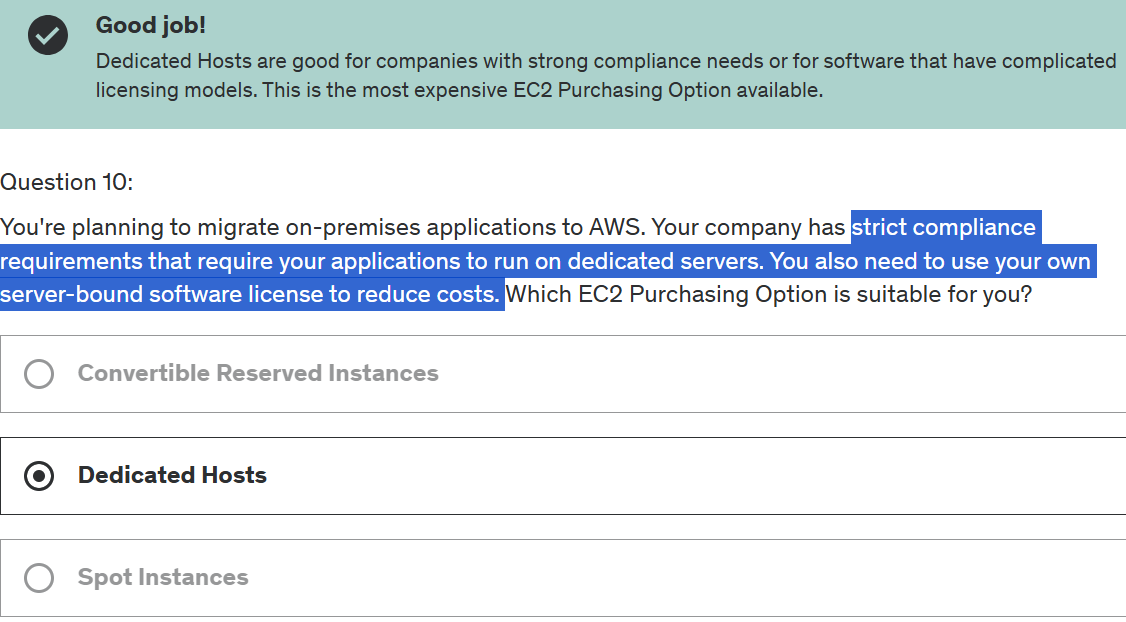 Good job!
Dedicated Hosts are good for companies with strong compliance needs or for software that have complicated
licensing models. This is the most expensive EC2 Purchasing Option available.
Question 10:
You're planning to migrate on-premises applications to AWS. Your company has strict compliance
requirements that require your applications to run on dedicated servers. You also need to use your own
server-bound software license to reduce costs. Which EC2 Purchasing Option is suitable for you?
Convertible Reserved Instances
Dedicated Hosts
Spot Instances